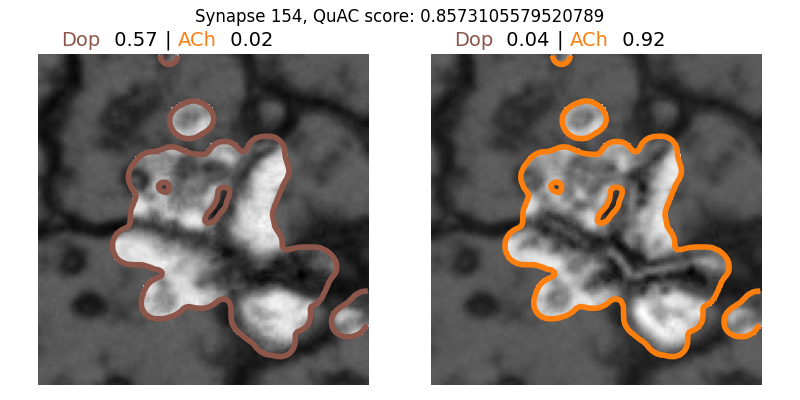 Synapse 154, QuAC score: 0.8573105579520789
Dop 0.57 | ACh 0.02
Dop 0.04 | ACh 0.92